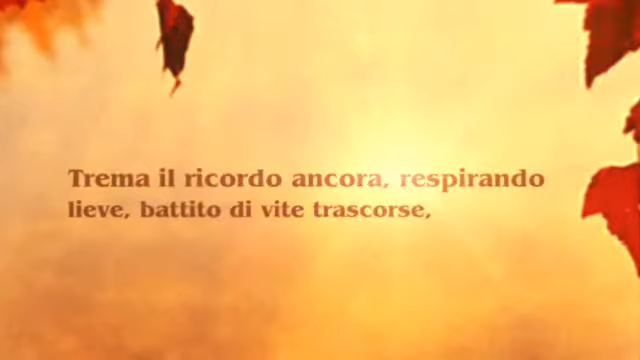 Trema il ricordo ancora, respirando
lieve, battito di vite trascorse,